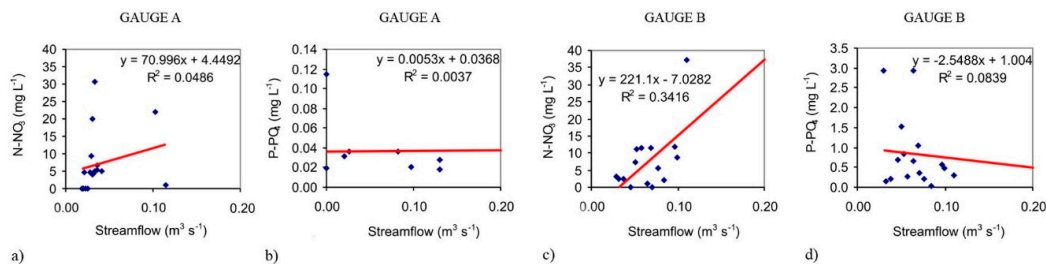 GAUGE A
y = 70.996x + 4.4492
R² = 0.0486
N-NO₃ (mg L⁻¹)
40
35
30
25
20
15
10
5
0
0.00 0.10 0.20
Streamflow (m³ s⁻¹)
a)
GAUGE A
y = 0.0053x + 0.0368
R² = 0.0037
P-PO₄ (mg L⁻¹)
0.14
0.12
0.10
0.08
0.06
0.04
0.02
0.00
0.00 0.10 0.20
Streamflow (m³ s⁻¹)
b)
GAUGE B
y = 221.1x - 7.0282
R² = 0.3416
N-NO₃ (mg L⁻¹)
40
35
30
25
20
15
10
5
0
0.00 0.10 0.20
Streamflow (m³ s⁻¹)
c)
GAUGE B
y = -2.5488x + 1.004
R² = 0.0839
P-PO₄ (mg L⁻¹)
3.5
3.0
2.5
2.0
1.5
1.0
0.5
0.0
0.00 0.10 0.20
Streamflow (m³ s⁻¹)
d)